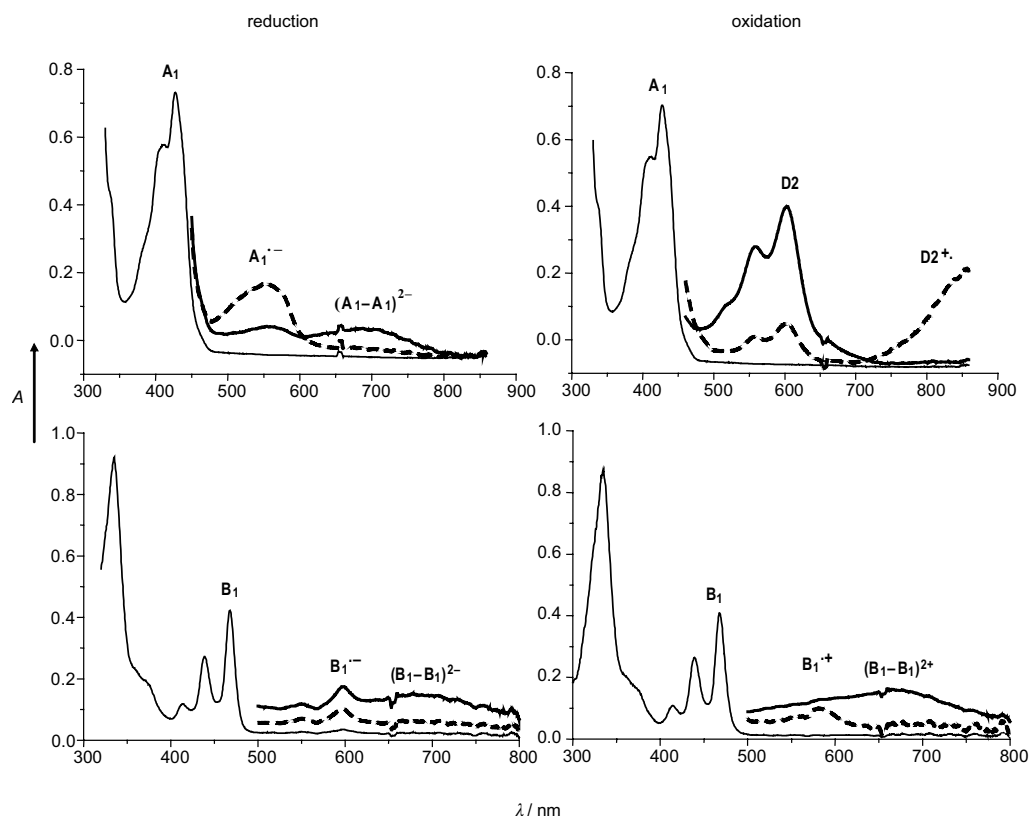 reduction
oxidation
0.8
0.6
0.4
0.2
0.0
300 400 500 600 700 800 900
A₁
A₁˙⁻
(A₁–A₁)²⁻
0.8
0.6
0.4
0.2
0.0
300 400 500 600 700 800 900
A₁
D2
D2⁺·
A
1.0
0.8
0.6
0.4
0.2
0.0
300 400 500 600 700 800
B₁
B₁˙⁻
(B₁–B₁)²⁻
1.0
0.8
0.6
0.4
0.2
0.0
300 400 500 600 700 800
B₁
B₁˙⁺
(B₁–B₁)²⁺
λ / nm